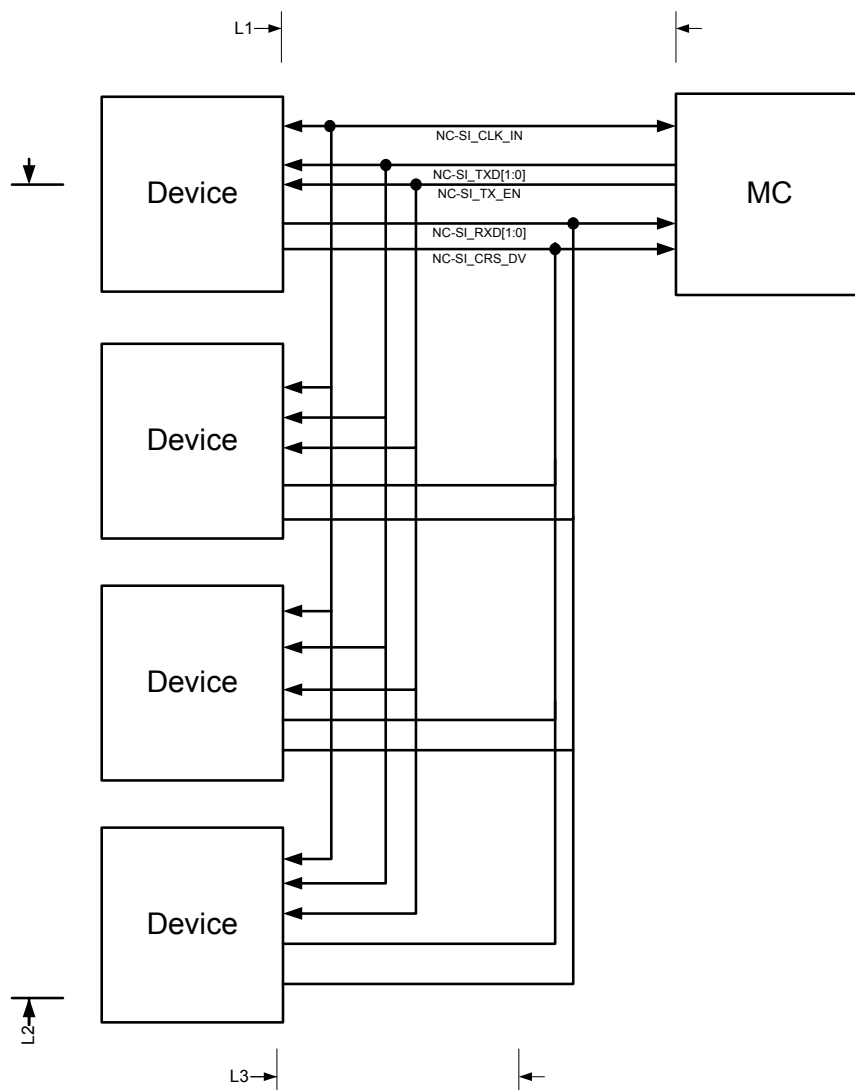 L1
Device
MC
NC-SI_CLK_IN
NC-SI_TXD[1:0]
NC-SI_TX_EN
NC-SI_RXD[1:0]
NC-SI_CRS_DV
Device
Device
Device
L2
L3